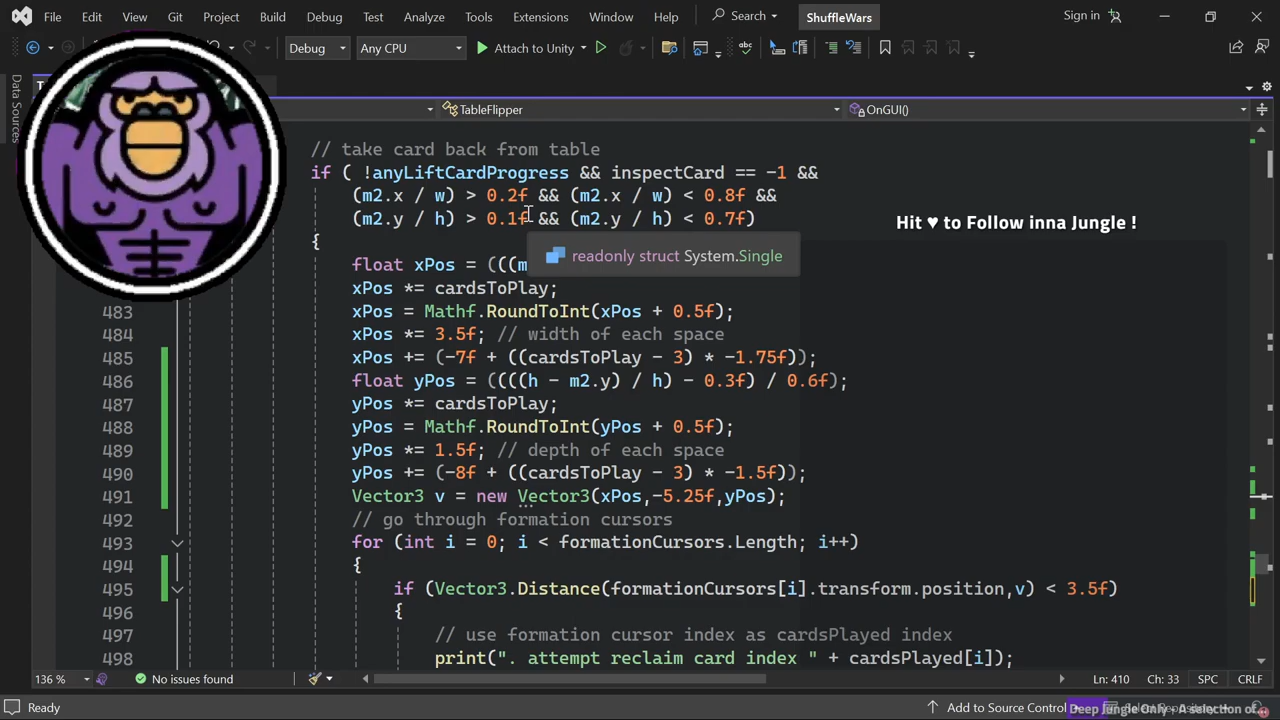 File Edit View Git Project Build Debug Test Analyze Tools Extensions Window Help Search ShuffleWars Sign in
Debug Any CPU Attach to Unity
Data Sources
TableFlipper OnGUI()
// take card back from table
if ( !anyLiftCardProgress && inspectCard == -1 &&
(m2.x / w) > 0.2f && (m2.x / w) < 0.8f &&
(m2.y / h) > 0.1f && (m2.y / h) < 0.7f)
Hit ♥ to Follow inna Jungle !
{
readonly struct System.Single
float xPos = (((m
xPos *= cardsToPlay;
483 xPos = Mathf.RoundToInt(xPos + 0.5f);
484 xPos *= 3.5f; // width of each space
485 xPos += (-7f + ((cardsToPlay - 3) * -1.75f));
486 float yPos = ((((h - m2.y) / h) - 0.3f) / 0.6f);
487 yPos *= cardsToPlay;
488 yPos = Mathf.RoundToInt(yPos + 0.5f);
489 yPos *= 1.5f; // depth of each space
490 yPos += (-8f + ((cardsToPlay - 3) * -1.5f));
491 Vector3 v = new Vector3(xPos,-5.25f,yPos);
492 // go through formation cursors
493 for (int i = 0; i < formationCursors.Length; i++)
494 {
495 if (Vector3.Distance(formationCursors[i].transform.position,v) < 3.5f)
496 {
497 // use formation cursor index as cardsPlayed index
498 print(". attempt reclaim card index " + cardsPlayed[i]);
136 % No issues found Ln: 410 Ch: 33 SPC CRLF
Ready Add to Source Control
Deep Jungle Only - A selection of